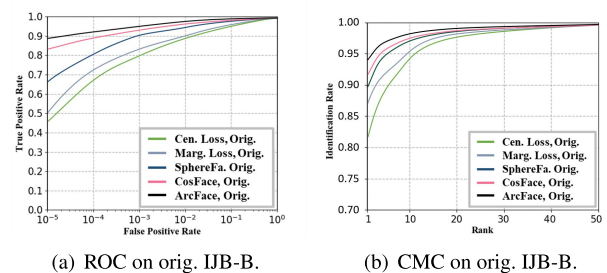 1.0
0.9
0.8
0.7
0.6
0.5
0.4
0.3
0.2
0.1
0.0
True Positive Rate
10⁻⁵ 10⁻⁴ 10⁻³ 10⁻² 10⁻¹ 10⁰
False Positive Rate
Cen. Loss, Orig.
Marg. Loss, Orig.
SphereFa. Orig.
CosFace, Orig.
ArcFace, Orig.
(a) ROC on orig. IJB-B.
1.00
0.95
0.90
0.85
0.80
0.70
Identification Rate
1 10 20 30 40 50
Rank
Cen. Loss, Orig.
Marg. Loss, Orig.
SphereFa. Orig.
CosFace, Orig.
ArcFace, Orig.
(b) CMC on orig. IJB-B.